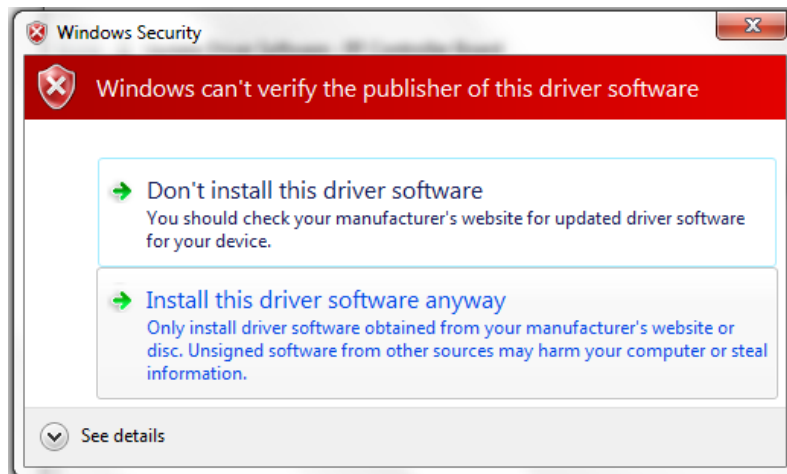 Windows Security
Windows can't verify the publisher of this driver software
Don't install this driver software
You should check your manufacturer's website for updated driver software
for your device.
Install this driver software anyway
Only install driver software obtained from your manufacturer's website or
disc. Unsigned software from other sources may harm your computer or steal
information.
See details